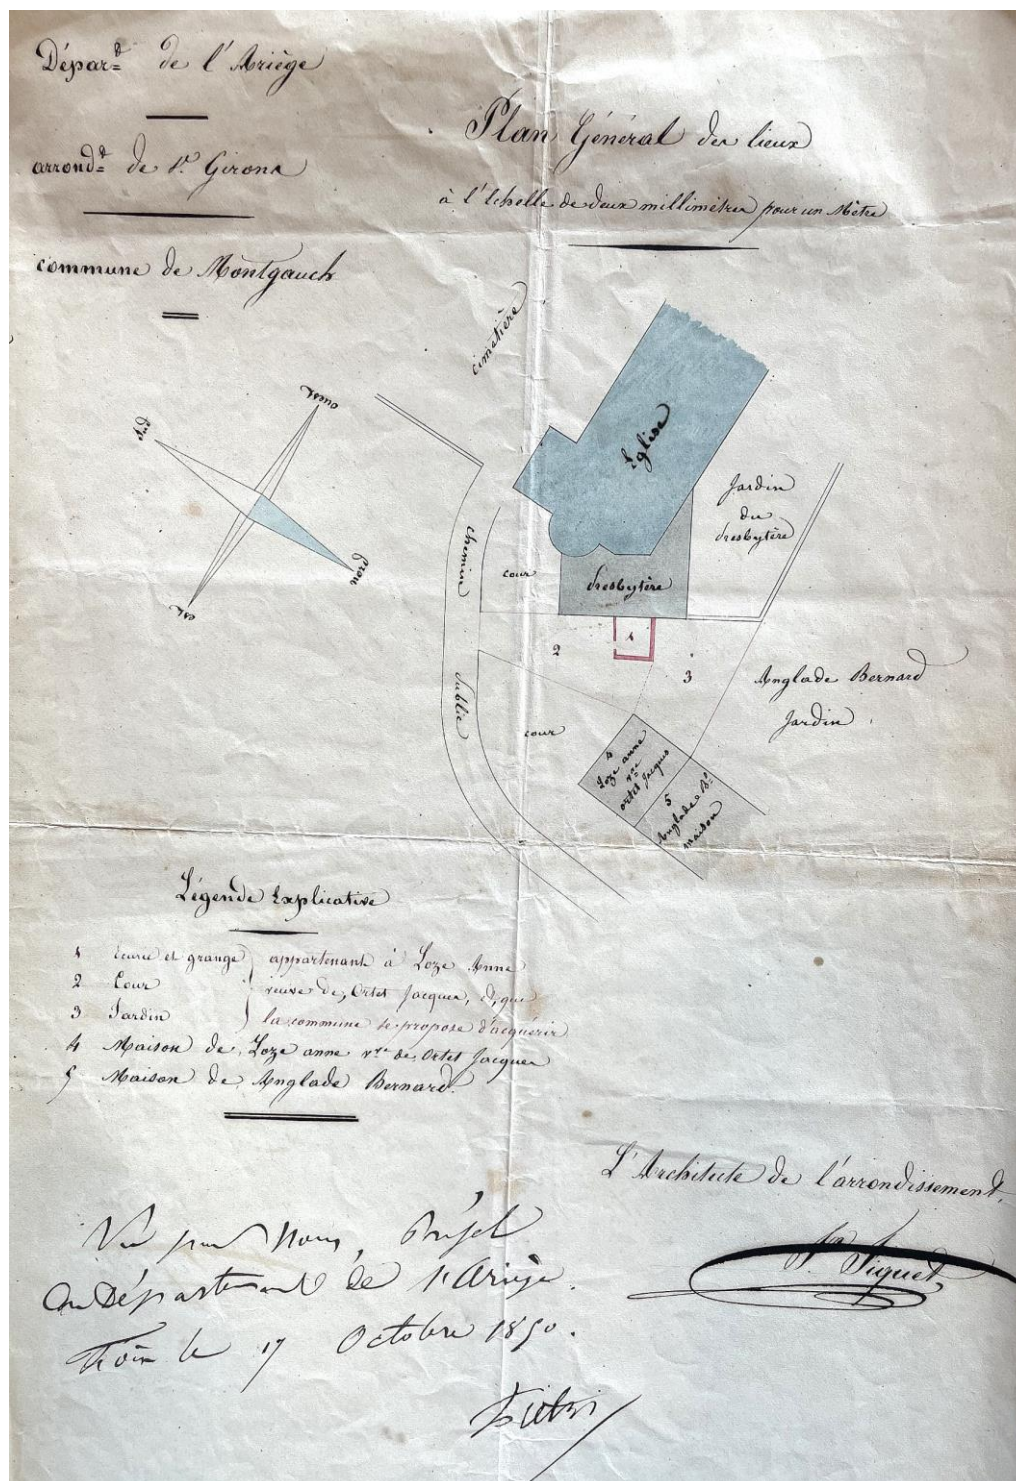 Départ de l'Ariège
arrondt de St. Girons
commune de Montgauch
Plan Général des lieux
à l'Echelle de deux millimètres pour un Mètre
cimetière
ouest
Sud
nord
est
Eglise
Jardin
du
Presbytère
chemin
cour
Presbytère
1
2
3
Anglade Bernard
Jardin
Public
cour
4
Loze anne
vve
ortet Jacques
5
Anglade Bd
maison
Légende Explicative
1 Ecurie et grange
2 Cour
3 Jardin
appartenant à Loze Anne
veuve de Ortet Jacques, & que
la commune se propose d'acquérir
4 Maison de Loze anne vve de Ortet Jacques
5 Maison de Anglade Bernard.
L'Architecte de l'arrondissement,
Vu par Nous, Préfet
du Département de l'Ariège.
Foix le 17 Octobre 1850.